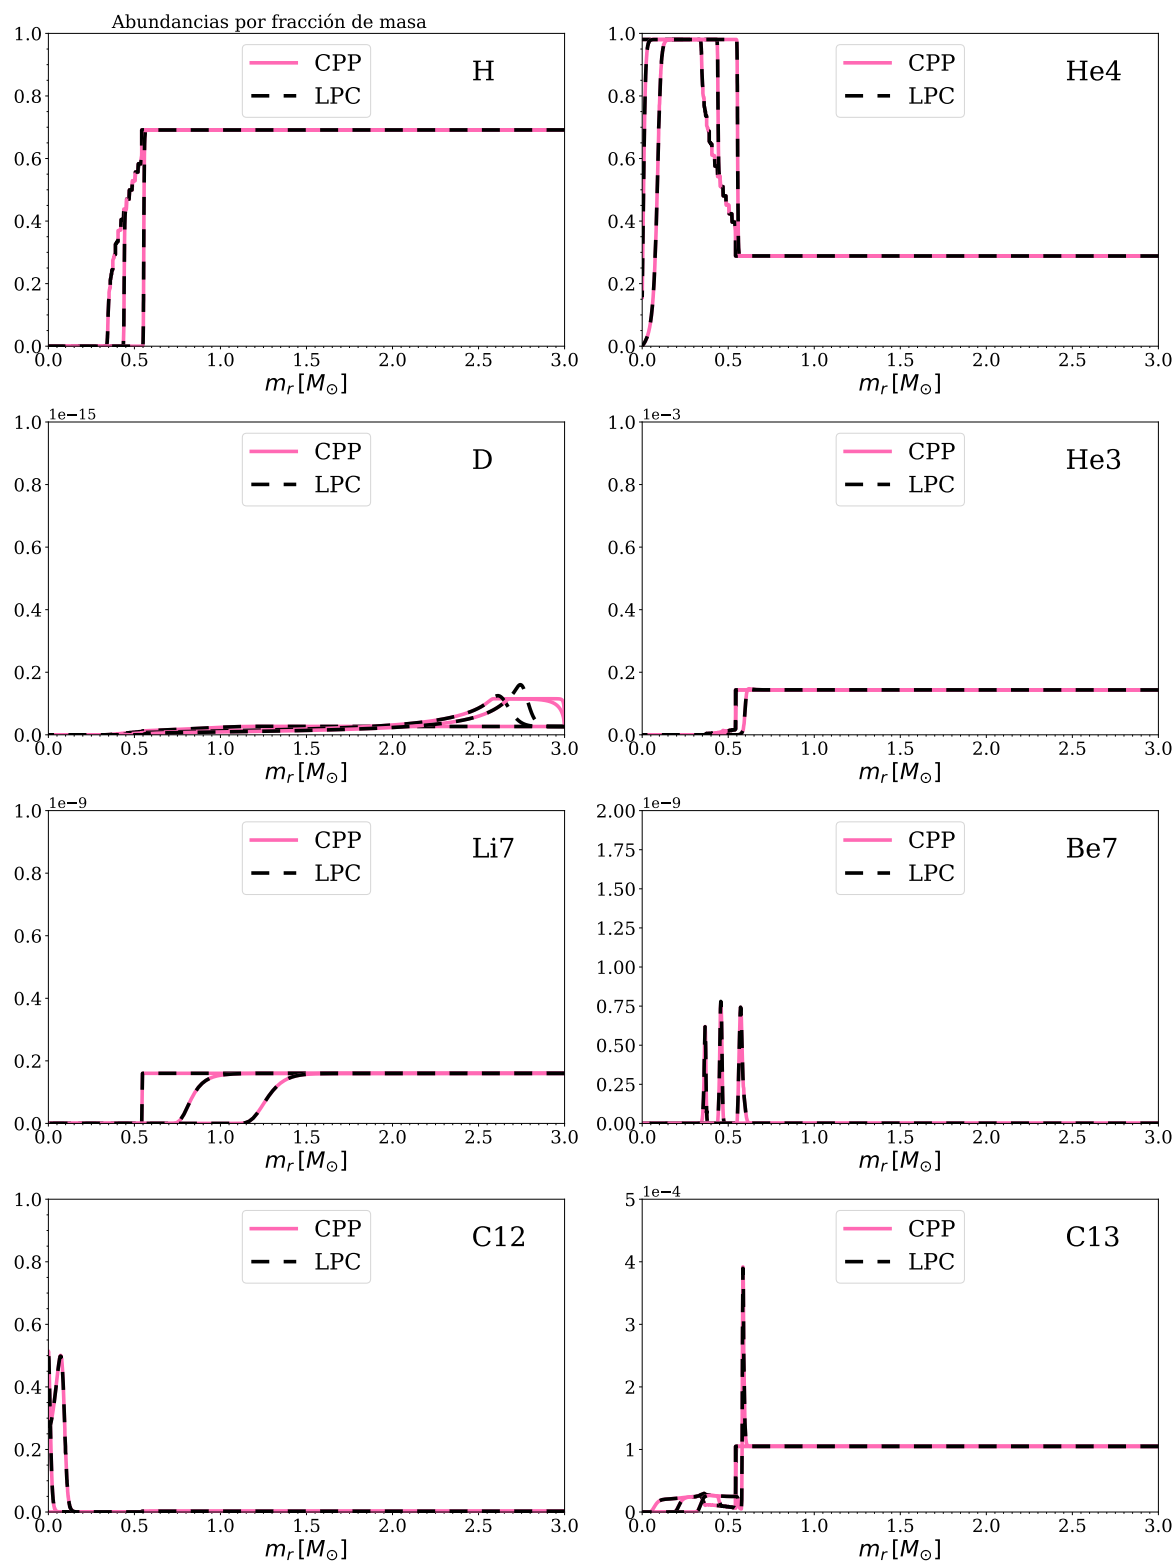 Abundancias por fracción de masa
1.0
0.8
0.6
0.4
0.2
0.0
CPP
LPC
H
0.0 0.5 1.0 1.5 2.0 2.5 3.0
m_r [M_⊙]
1.0
0.8
0.6
0.4
0.2
0.0
CPP
LPC
He4
0.0 0.5 1.0 1.5 2.0 2.5 3.0
m_r [M_⊙]
1e−15
1.0
0.8
0.6
0.4
0.2
0.0
CPP
LPC
D
0.0 0.5 1.0 1.5 2.0 2.5 3.0
m_r [M_⊙]
1e−3
1.0
0.8
0.6
0.4
0.2
0.0
CPP
LPC
He3
0.0 0.5 1.0 1.5 2.0 2.5 3.0
m_r [M_⊙]
1e−9
1.0
0.8
0.6
0.4
0.2
0.0
CPP
LPC
Li7
0.0 0.5 1.0 1.5 2.0 2.5 3.0
m_r [M_⊙]
1e−9
2.00
1.75
1.50
1.25
1.00
0.75
0.50
0.25
0.00
CPP
LPC
Be7
0.0 0.5 1.0 1.5 2.0 2.5 3.0
m_r [M_⊙]
1.0
0.8
0.6
0.4
0.2
0.0
CPP
LPC
C12
0.0 0.5 1.0 1.5 2.0 2.5 3.0
m_r [M_⊙]
1e−4
5
4
3
2
1
0
CPP
LPC
C13
0.0 0.5 1.0 1.5 2.0 2.5 3.0
m_r [M_⊙]